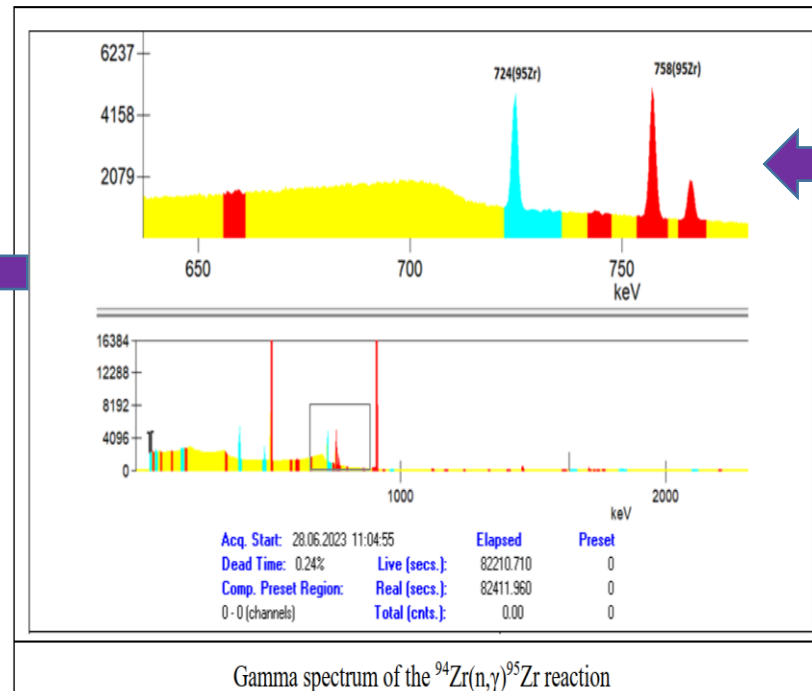 6237
724(95Zr) 758(95Zr)
4158
2079
650 700 750
keV
16384
12288
8192
4096
0
1000 2000
keV
Acq. Start: 28.06.2023 11:04:55 Elapsed Preset
Dead Time: 0.24% Live (secs.): 82210.710 0
Comp. Preset Region: Real (secs.): 82411.960 0
0 - 0 (channels) Total (cnts.): 0.00 0
Gamma spectrum of the ⁹⁴Zr(n,γ)⁹⁵Zr reaction